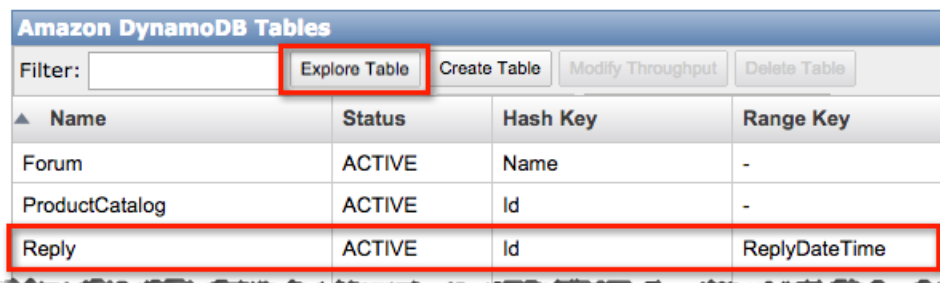 Amazon DynamoDB Tables
Filter: Explore Table Create Table Modify Throughput Delete Table
Name Status Hash Key Range Key
Forum ACTIVE Name -
ProductCatalog ACTIVE Id -
Reply ACTIVE Id ReplyDateTime